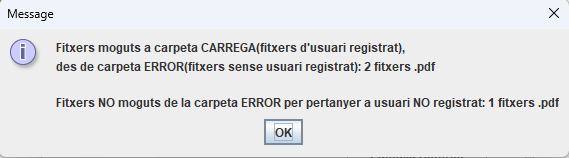 Message
Fitxers moguts a carpeta CARREGA(fitxers d'usuari registrat),
des de carpeta ERROR(fitxers sense usuari registrat): 2 fitxers .pdf
Fitxers NO moguts de la carpeta ERROR per pertanyer a usuari NO registrat: 1 fitxers .pdf
OK